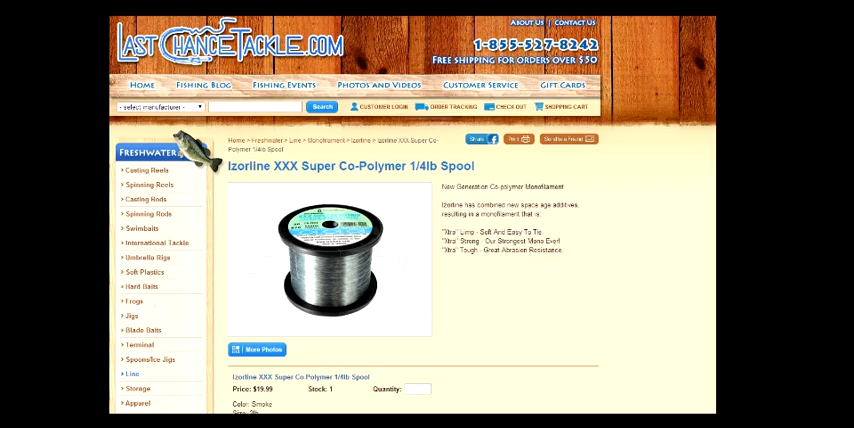 About Us | Contact Us
LastChanceTackle.com
1-855-527-8242
Free shipping for orders over $50
Home Fishing Blog Fishing Events Photos and Videos Customer Service Gift Cards
- select manufacturer - Search CUSTOMER LOGIN ORDER TRACKING CHECK OUT SHOPPING CART
Home > Freshwater > Line > Monofilament > Izorline > Izorline XXX Super Co-
Polymer 1/4lb Spool
Share Print Send to a Friend
Freshwater
Casting Reels
Spinning Reels
Casting Rods
Spinning Rods
Swimbaits
International Tackle
Umbrella Rigs
Soft Plastics
Hard Baits
Frogs
Jigs
Blade Baits
Terminal
Spoons/Ice Jigs
Line
Storage
Apparel
Izorline XXX Super Co-Polymer 1/4lb Spool
New Generation Co-polymer Monofilament
Izorline has combined new space age additives,
resulting in a monofilament that is:
"Xtra" Limp - Soft And Easy To Tie.
"Xtra" Strong - Our Strongest Mono Ever!
"Xtra" Tough - Great Abrasion Resistance.
More Photos
Izorline XXX Super Co-Polymer 1/4lb Spool
Price: $19.99 Stock: 1 Quantity:
Color: Smoke
Size: 2lb